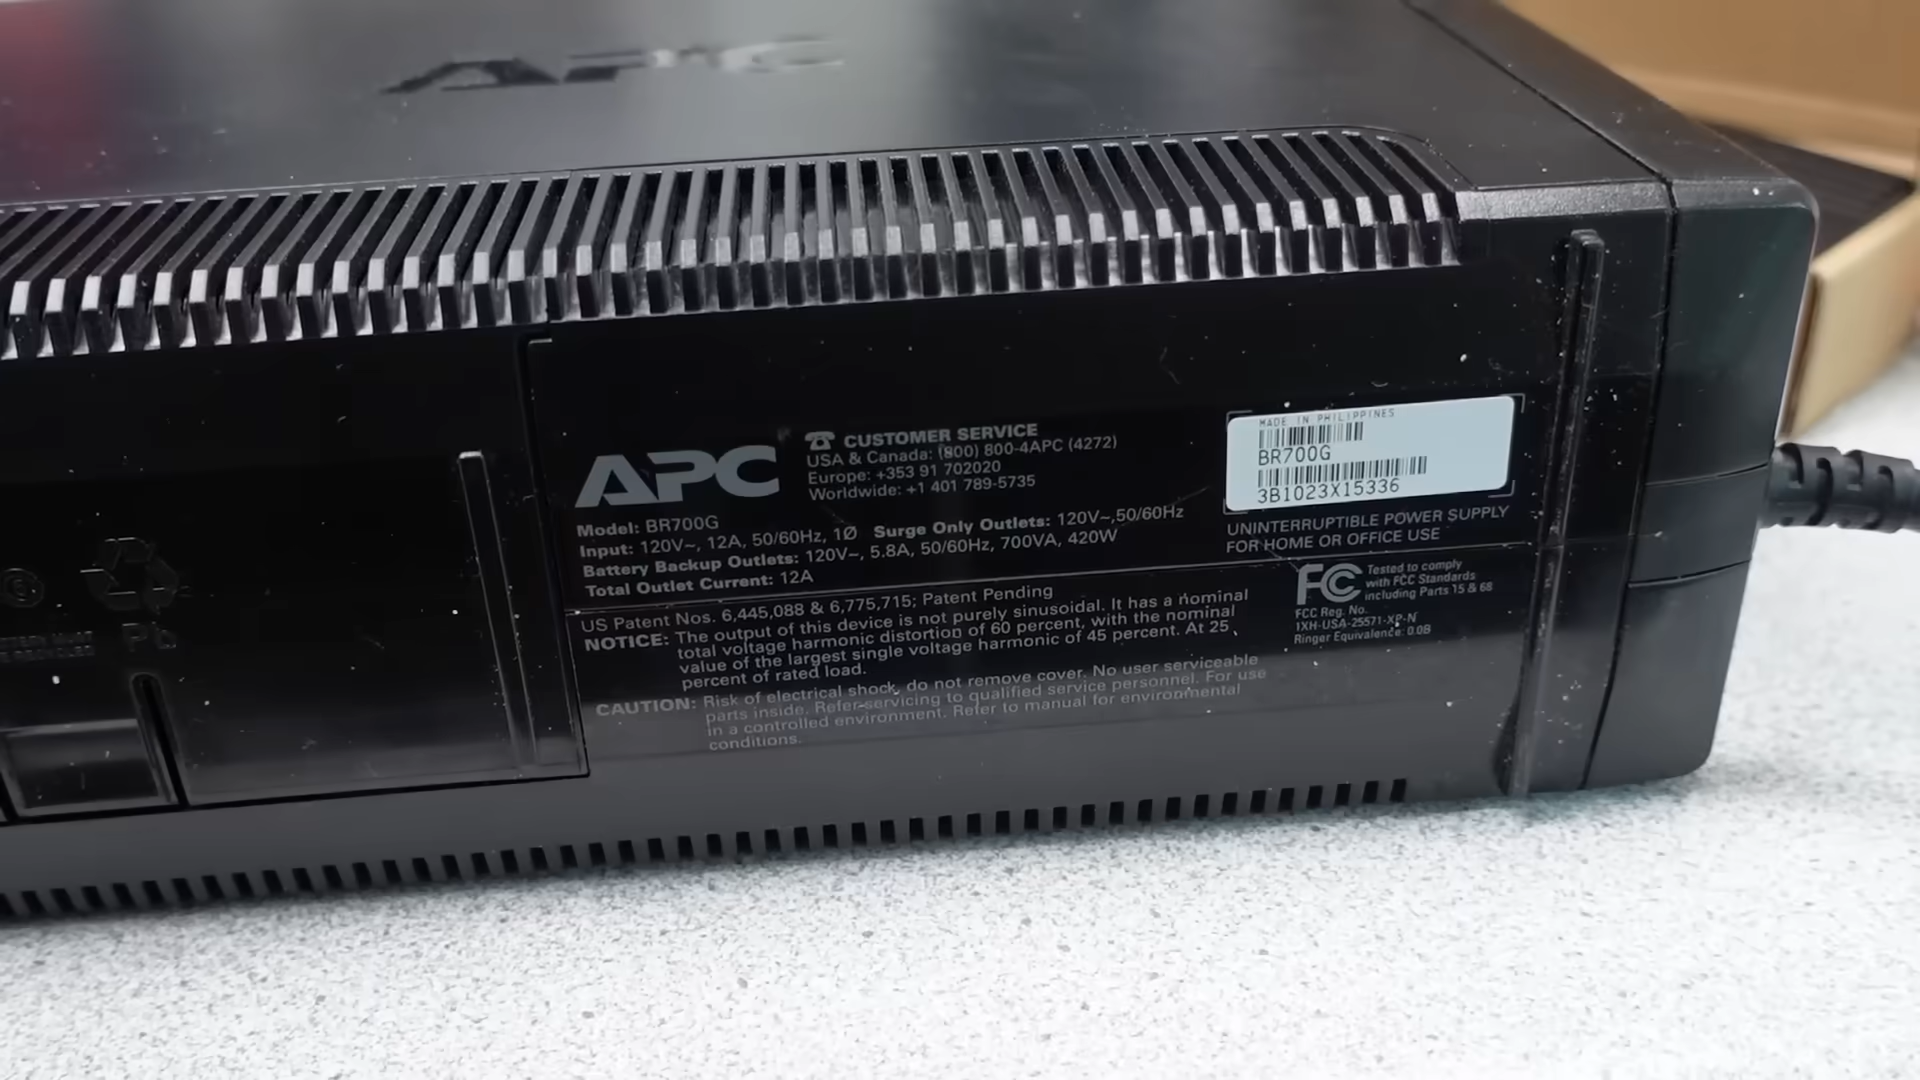 APC
APC
CUSTOMER SERVICE
USA & Canada: (800) 800-4APC (4272)
Europe: +353 91 702020
Worldwide: +1 401 789-5735
Model: BR700G
Input: 120V~, 12A, 50/60Hz, 1Ø Surge Only Outlets: 120V~,50/60Hz
Battery Backup Outlets: 120V~, 5.8A, 50/60Hz, 700VA, 420W
Total Outlet Current: 12A
MADE IN PHILIPPINES
BR700G
3B1023X15336
UNINTERRUPTIBLE POWER SUPPLY
FOR HOME OR OFFICE USE
US Patent Nos. 6,445,088 & 6,775,715; Patent Pending
NOTICE: The output of this device is not purely sinusoidal. It has a nominal
total voltage harmonic distortion of 60 percent, with the nominal
value of the largest single voltage harmonic of 45 percent. At 25
percent of rated load.
CAUTION: Risk of electrical shock, do not remove cover. No user serviceable
parts inside. Refer servicing to qualified service personnel. For use
in a controlled environment. Refer to manual for environmental
conditions.
FC Tested to comply
with FCC Standards
including Parts 15 & 68
FCC Reg. No.
1XH-USA-25571-XP-N
Ringer Equivalence: 0.0B
Pb